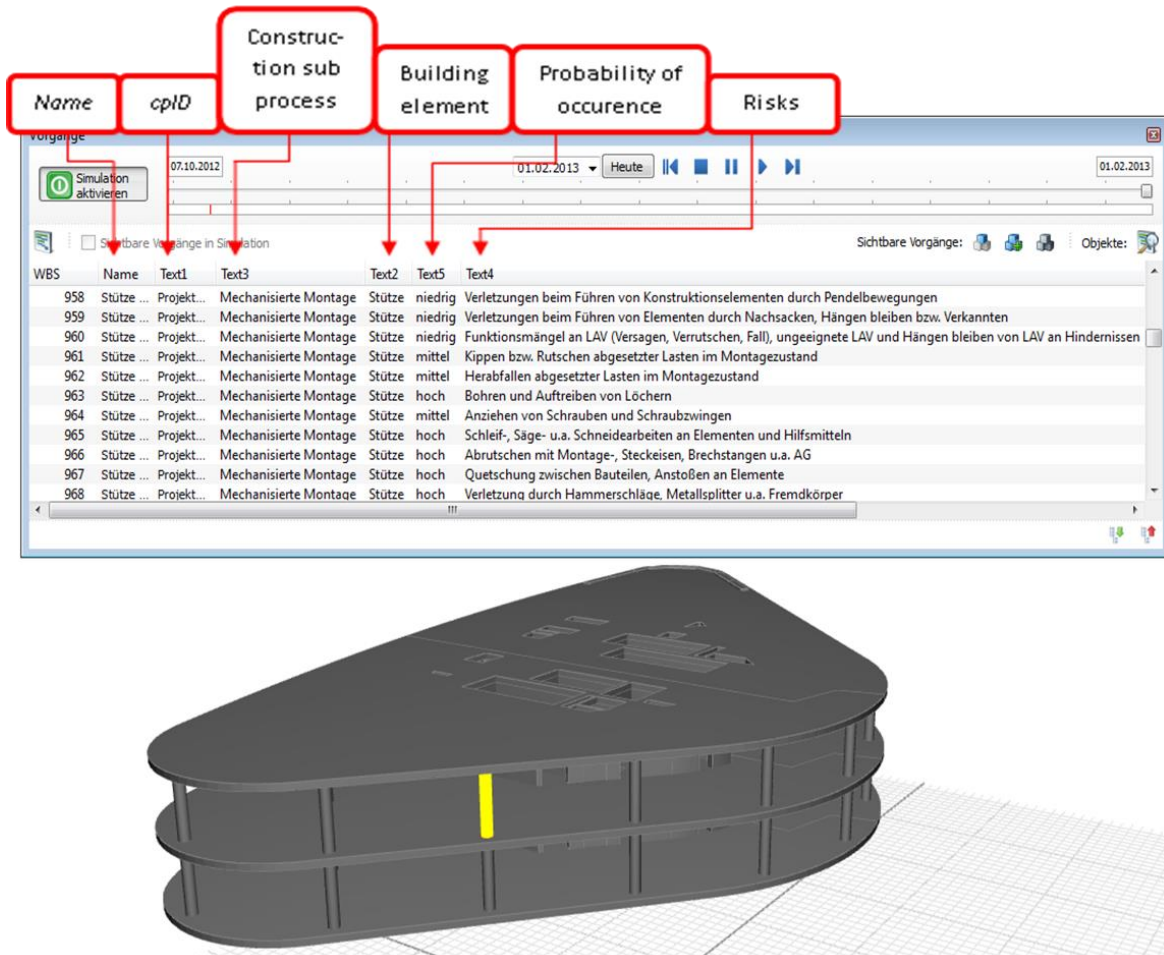 Construc-
tion sub
process
Building
element
Probability of
occurence
Name
cpID
Risks
Vorgänge
Simulation
aktivieren
07.10.2012
01.02.2013
Heute
01.02.2013
Sichtbare Vorgänge in Simulation
Sichtbare Vorgänge:
Objekte:
WBS Name Text1 Text3 Text2 Text5 Text4
958 Stütze ... Projekt... Mechanisierte Montage Stütze niedrig Verletzungen beim Führen von Konstruktionselementen durch Pendelbewegungen
959 Stütze ... Projekt... Mechanisierte Montage Stütze niedrig Verletzungen beim Führen von Elementen durch Nachsacken, Hängen bleiben bzw. Verkannten
960 Stütze ... Projekt... Mechanisierte Montage Stütze niedrig Funktionsmängel an LAV (Versagen, Verrutschen, Fall), ungeeignete LAV und Hängen bleiben von LAV an Hindernissen
961 Stütze ... Projekt... Mechanisierte Montage Stütze mittel Kippen bzw. Rutschen abgesetzter Lasten im Montagezustand
962 Stütze ... Projekt... Mechanisierte Montage Stütze mittel Herabfallen abgesetzter Lasten im Montagezustand
963 Stütze ... Projekt... Mechanisierte Montage Stütze hoch Bohren und Auftreiben von Löchern
964 Stütze ... Projekt... Mechanisierte Montage Stütze mittel Anziehen von Schrauben und Schraubzwingen
965 Stütze ... Projekt... Mechanisierte Montage Stütze hoch Schleif-, Säge- u.a. Schneidearbeiten an Elementen und Hilfsmitteln
966 Stütze ... Projekt... Mechanisierte Montage Stütze hoch Abrutschen mit Montage-, Steckeisen, Brechstangen u.a. AG
967 Stütze ... Projekt... Mechanisierte Montage Stütze hoch Quetschung zwischen Bauteilen, Anstoßen an Elemente
968 Stütze ... Projekt... Mechanisierte Montage Stütze hoch Verletzung durch Hammerschläge, Metallsplitter u.a. Fremdkörper